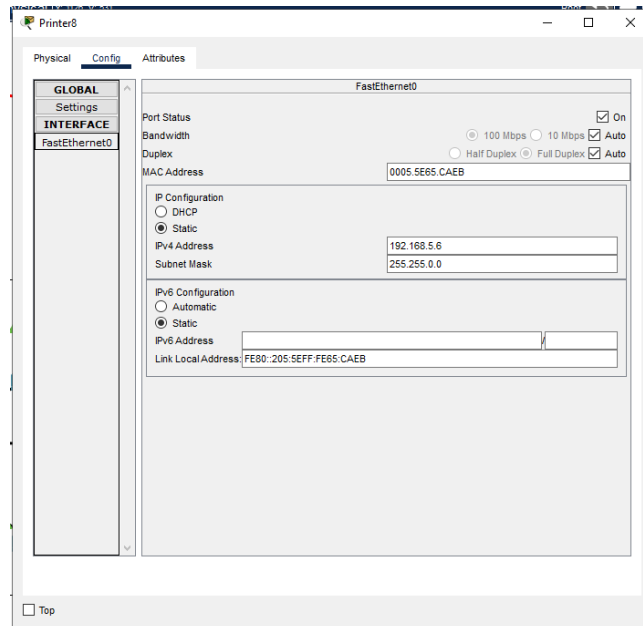 Printer8
Physical Config Attributes
GLOBAL
Settings
INTERFACE
FastEthernet0
FastEthernet0
Port Status On
Bandwidth 100 Mbps 10 Mbps Auto
Duplex Half Duplex Full Duplex Auto
MAC Address 0005.5E65.CAEB
IP Configuration
DHCP
Static
IPv4 Address 192.168.5.6
Subnet Mask 255.255.0.0
IPv6 Configuration
Automatic
Static
IPv6 Address /
Link Local Address: FE80::205:5EFF:FE65:CAEB
Top